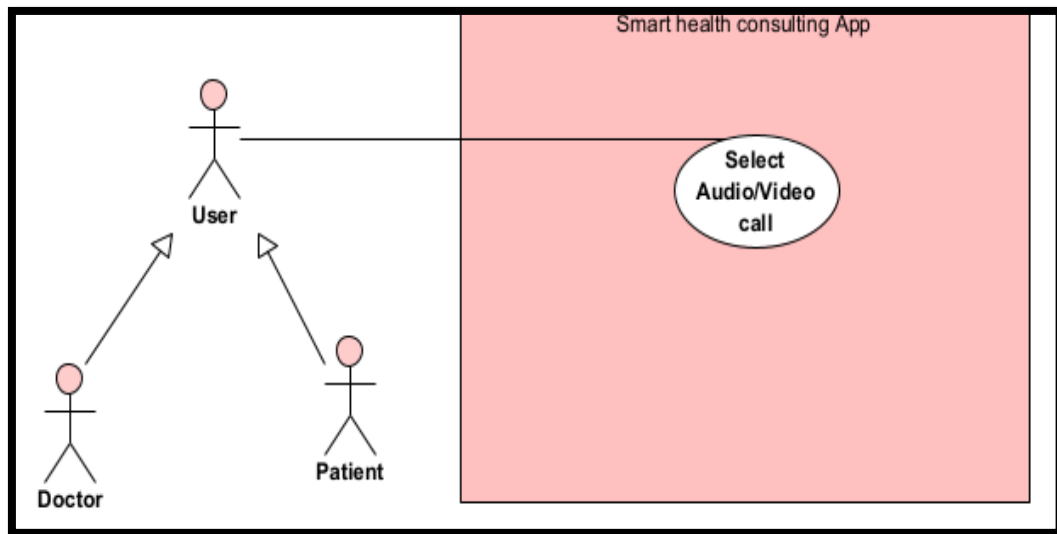 Smart health consulting App
Select
Audio/Video
call
User
Patient
Doctor